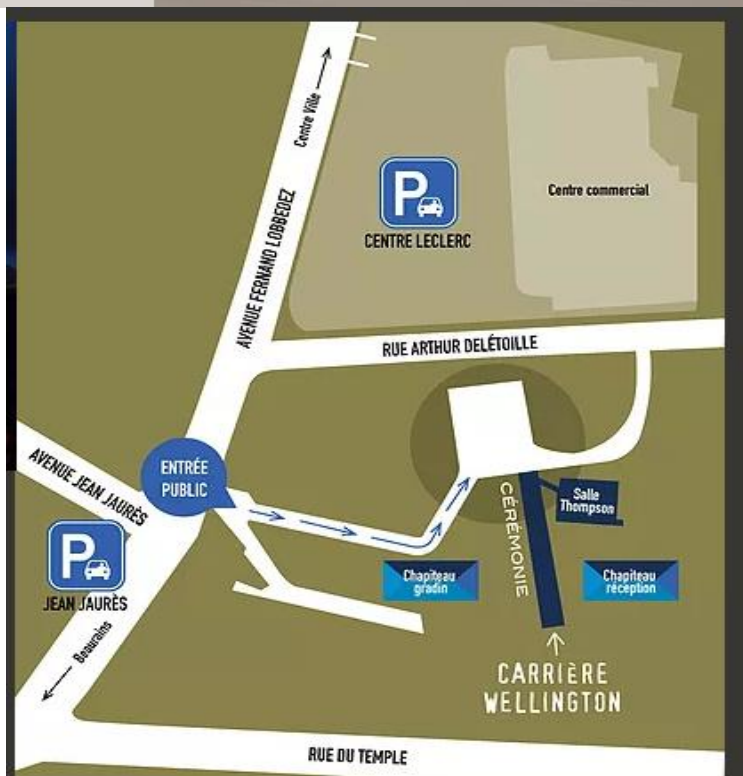 Centre Ville
AVENUE FERNAND LOBBEDEZ
P
CENTRE LECLERC
Centre commercial
RUE ARTHUR DELÉTOILLE
AVENUE JEAN JAURÈS
ENTRÉE
PUBLIC
P
JEAN JAURÈS
Beaurains
CÉRÉMONIE
Salle
Thompson
Chapiteau
gradin
Chapiteau
réception
CARRIÈRE
WELLINGTON
RUE DU TEMPLE